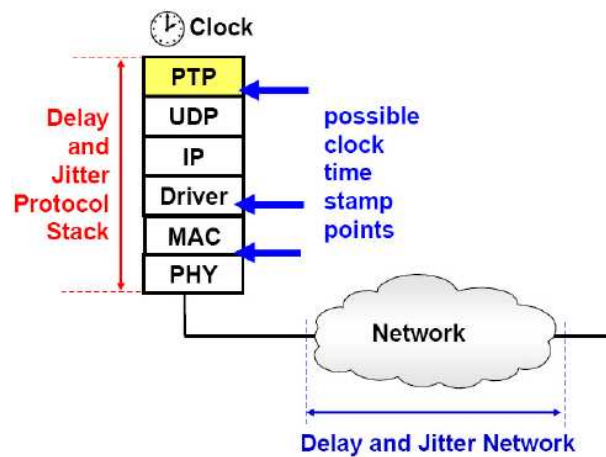 Clock
PTP
UDP
IP
Driver
MAC
PHY
Delay
and
Jitter
Protocol
Stack
possible
clock
time
stamp
points
Network
Delay and Jitter Network